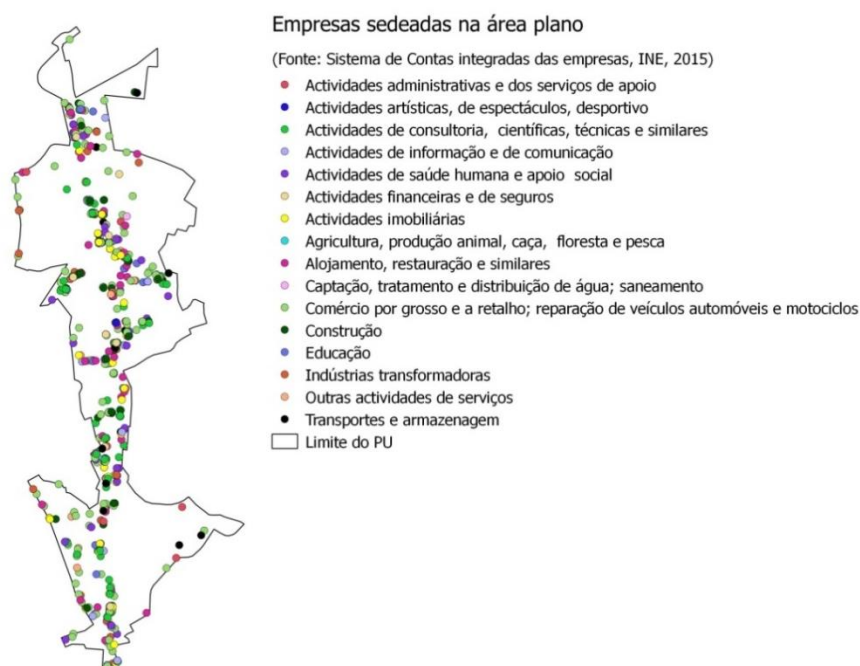 Empresas sedeadas na área plano
(Fonte: Sistema de Contas integradas das empresas, INE, 2015)
Actividades administrativas e dos serviços de apoio
Actividades artísticas, de espectáculos, desportivo
Actividades de consultoria, científicas, técnicas e similares
Actividades de informação e de comunicação
Actividades de saúde humana e apoio social
Actividades financeiras e de seguros
Actividades imobiliárias
Agricultura, produção animal, caça, floresta e pesca
Alojamento, restauração e similares
Captação, tratamento e distribuição de água; saneamento
Comércio por grosso e a retalho; reparação de veículos automóveis e motociclos
Construção
Educação
Indústrias transformadoras
Outras actividades de serviços
Transportes e armazenagem
Limite do PU